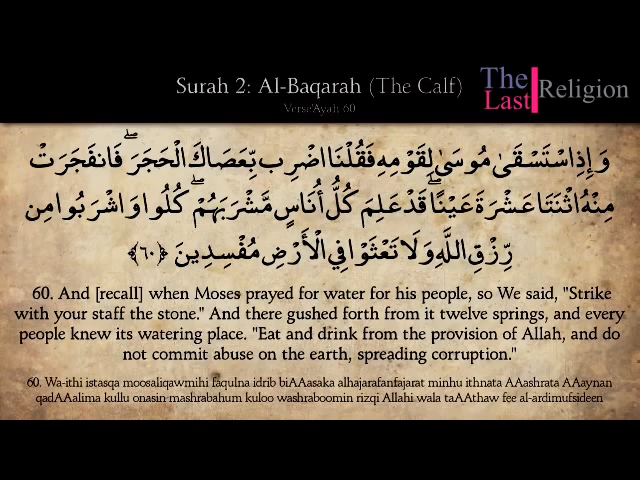 Surah 2: Al-Baqarah (The Calf)
Verse/Ayah 60
The Last Religion
وَإِذِ اسْتَسْقَىٰ مُوسَىٰ لِقَوْمِهِ فَقُلْنَا اضْرِب بِّعَصَاكَ الْحَجَرَ ۖ فَانفَجَرَتْ
مِنْهُ اثْنَتَا عَشْرَةَ عَيْنًا ۖ قَدْ عَلِمَ كُلُّ أُنَاسٍ مَّشْرَبَهُمْ ۖ كُلُوا وَاشْرَبُوا مِن
رِّزْقِ اللَّهِ وَلَا تَعْثَوْا فِي الْأَرْضِ مُفْسِدِينَ ﴿٦٠﴾
60. And [recall] when Moses prayed for water for his people, so We said, "Strike
with your staff the stone." And there gushed forth from it twelve springs, and every
people knew its watering place. "Eat and drink from the provision of Allah, and do
not commit abuse on the earth, spreading corruption."
60. Wa-ithi istasqa moosaliqawmihi faqulna idrib biAAasaka alhajarafanfajarat minhu ithnata AAashrata AAaynan
qadAAalima kullu onasin mashrabahum kuloo washraboomin rizqi Allahi wala taAAthaw fee al-ardimufsideen